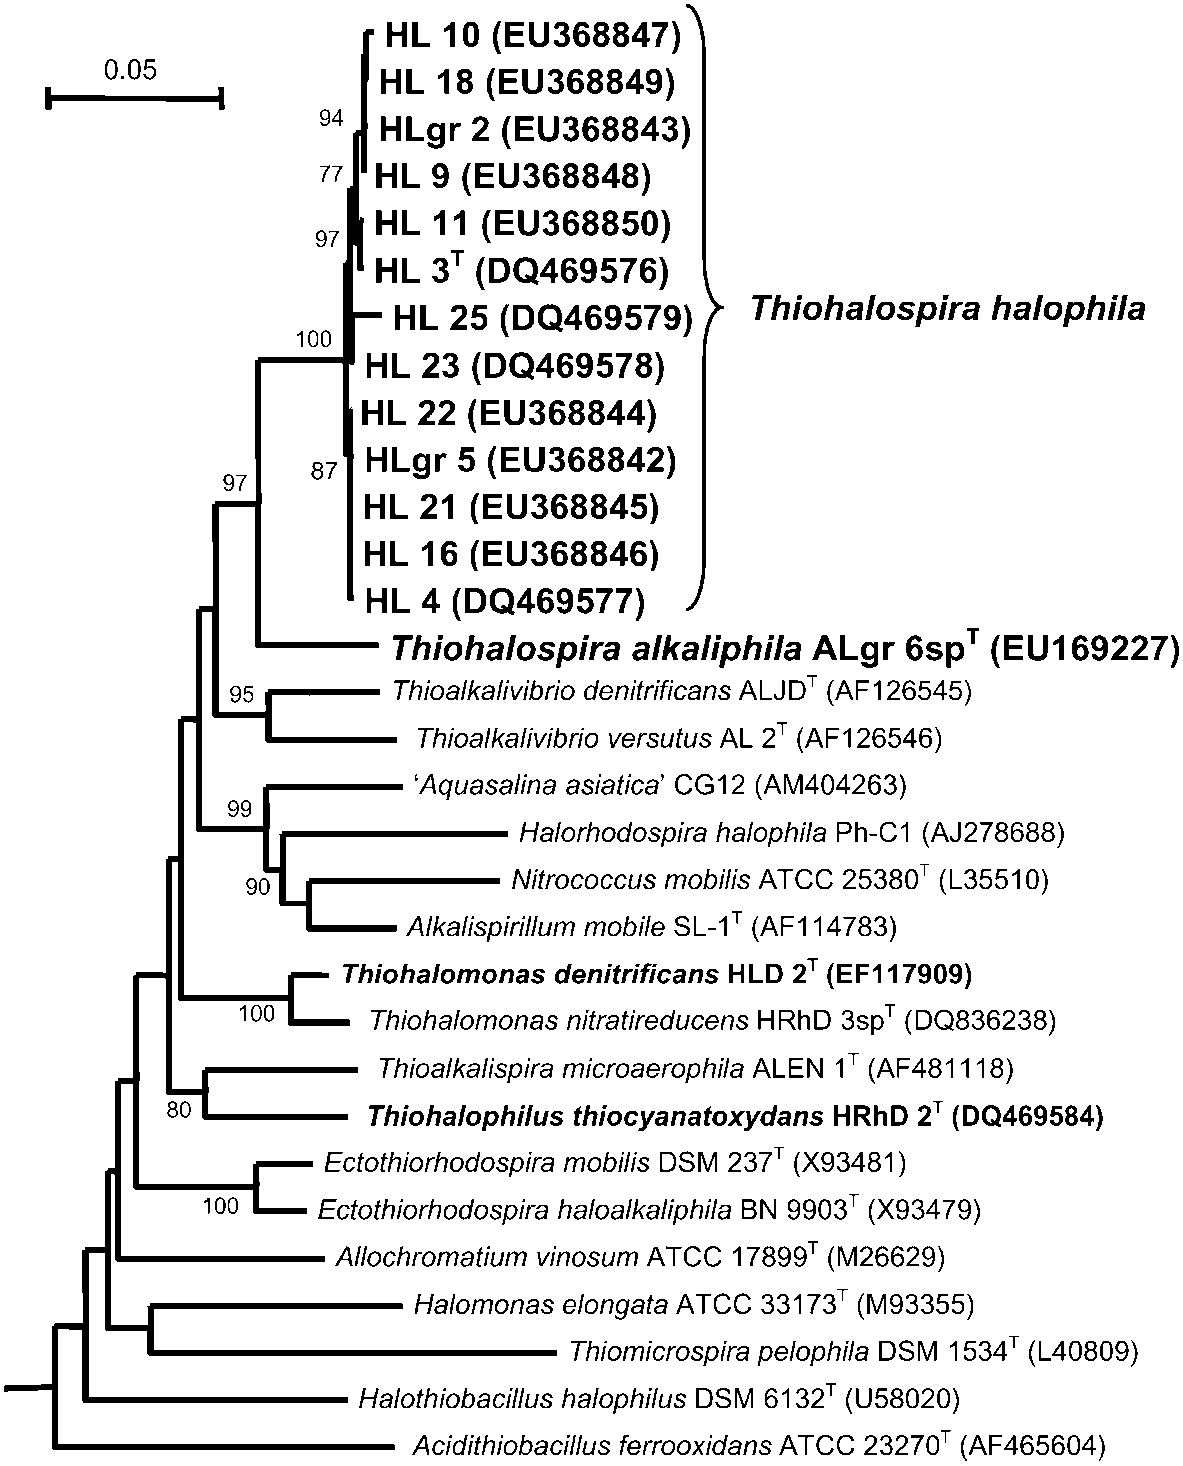 0.05
HL 10 (EU368847)
HL 18 (EU368849)
94
HLgr 2 (EU368843)
77
HL 9 (EU368848)
HL 11 (EU368850)
97
HL 3ᵀ (DQ469576)
Thiohalospira halophila
HL 25 (DQ469579)
100
HL 23 (DQ469578)
HL 22 (EU368844)
87
HLgr 5 (EU368842)
97
HL 21 (EU368845)
HL 16 (EU368846)
HL 4 (DQ469577)
Thiohalospira alkaliphila ALgr 6spᵀ (EU169227)
95
Thioalkalivibrio denitrificans ALJDᵀ (AF126545)
Thioalkalivibrio versutus AL 2ᵀ (AF126546)
‘Aquasalina asiatica’ CG12 (AM404263)
99
Halorhodospira halophila Ph-C1 (AJ278688)
90
Nitrococcus mobilis ATCC 25380ᵀ (L35510)
Alkalispirillum mobile SL-1ᵀ (AF114783)
Thiohalomonas denitrificans HLD 2ᵀ (EF117909)
100
Thiohalomonas nitratireducens HRhD 3spᵀ (DQ836238)
Thioalkalispira microaerophila ALEN 1ᵀ (AF481118)
80
Thiohalophilus thiocyanatoxydans HRhD 2ᵀ (DQ469584)
Ectothiorhodospira mobilis DSM 237ᵀ (X93481)
100
Ectothiorhodospira haloalkaliphila BN 9903ᵀ (X93479)
Allochromatium vinosum ATCC 17899ᵀ (M26629)
Halomonas elongata ATCC 33173ᵀ (M93355)
Thiomicrospira pelophila DSM 1534ᵀ (L40809)
Halothiobacillus halophilus DSM 6132ᵀ (U58020)
Acidithiobacillus ferrooxidans ATCC 23270ᵀ (AF465604)